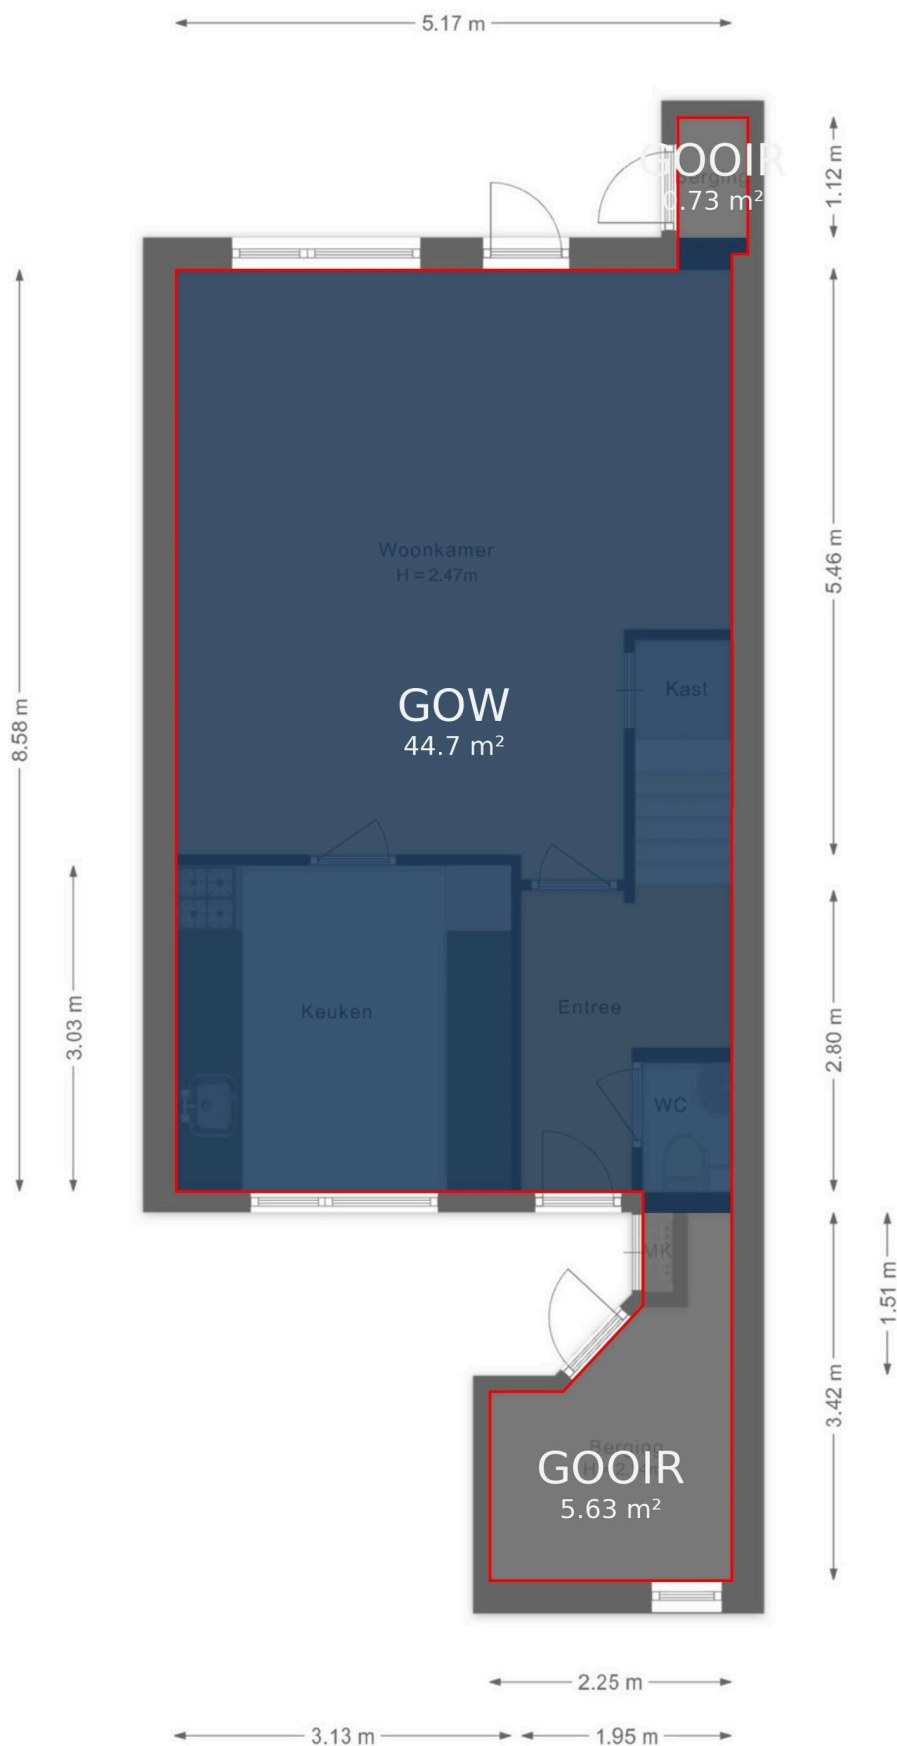 5.17 m
1.12 m
GOOIR
Berging
0.73 m²
5.46 m
8.58 m
Woonkamer
H = 2.47m
Kast
GOW
44.7 m²
3.03 m
Keuken
Entree
2.80 m
WC
MK
1.51 m
3.42 m
Berging
GOOIR
5.63 m²
2.25 m
3.13 m
1.95 m